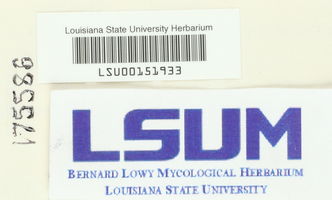 Louisiana State University Herbarium
LSU00151933
175586
LSUM
BERNARD LOWY MYCOLOGICAL HERBARIUM
LOUISIANA STATE UNIVERSITY